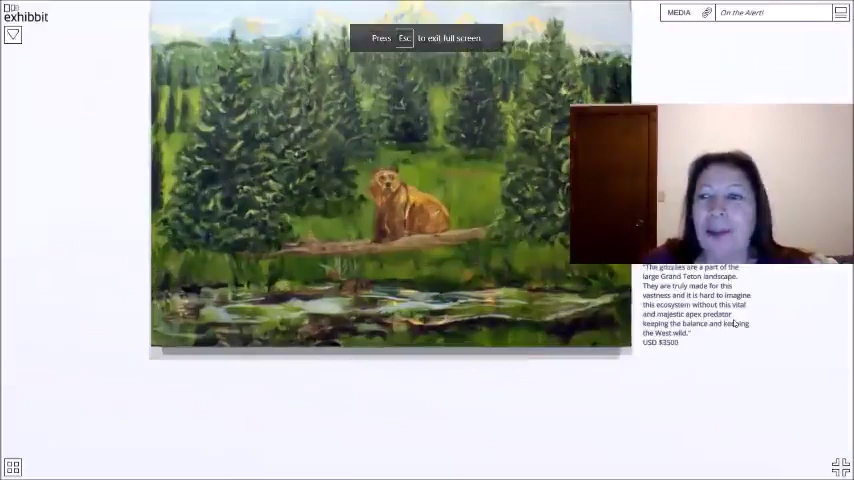 exhibbit
MEDIA
On the Alert!
Press Esc to exit full screen
"The grizzlies are a part of the
large Grand Teton landscape.
They are truly made for this
vastness and it is hard to imagine
this ecosystem without this vital
and majestic apex predator
keeping the balance and keeping
the West wild."
USD $3500